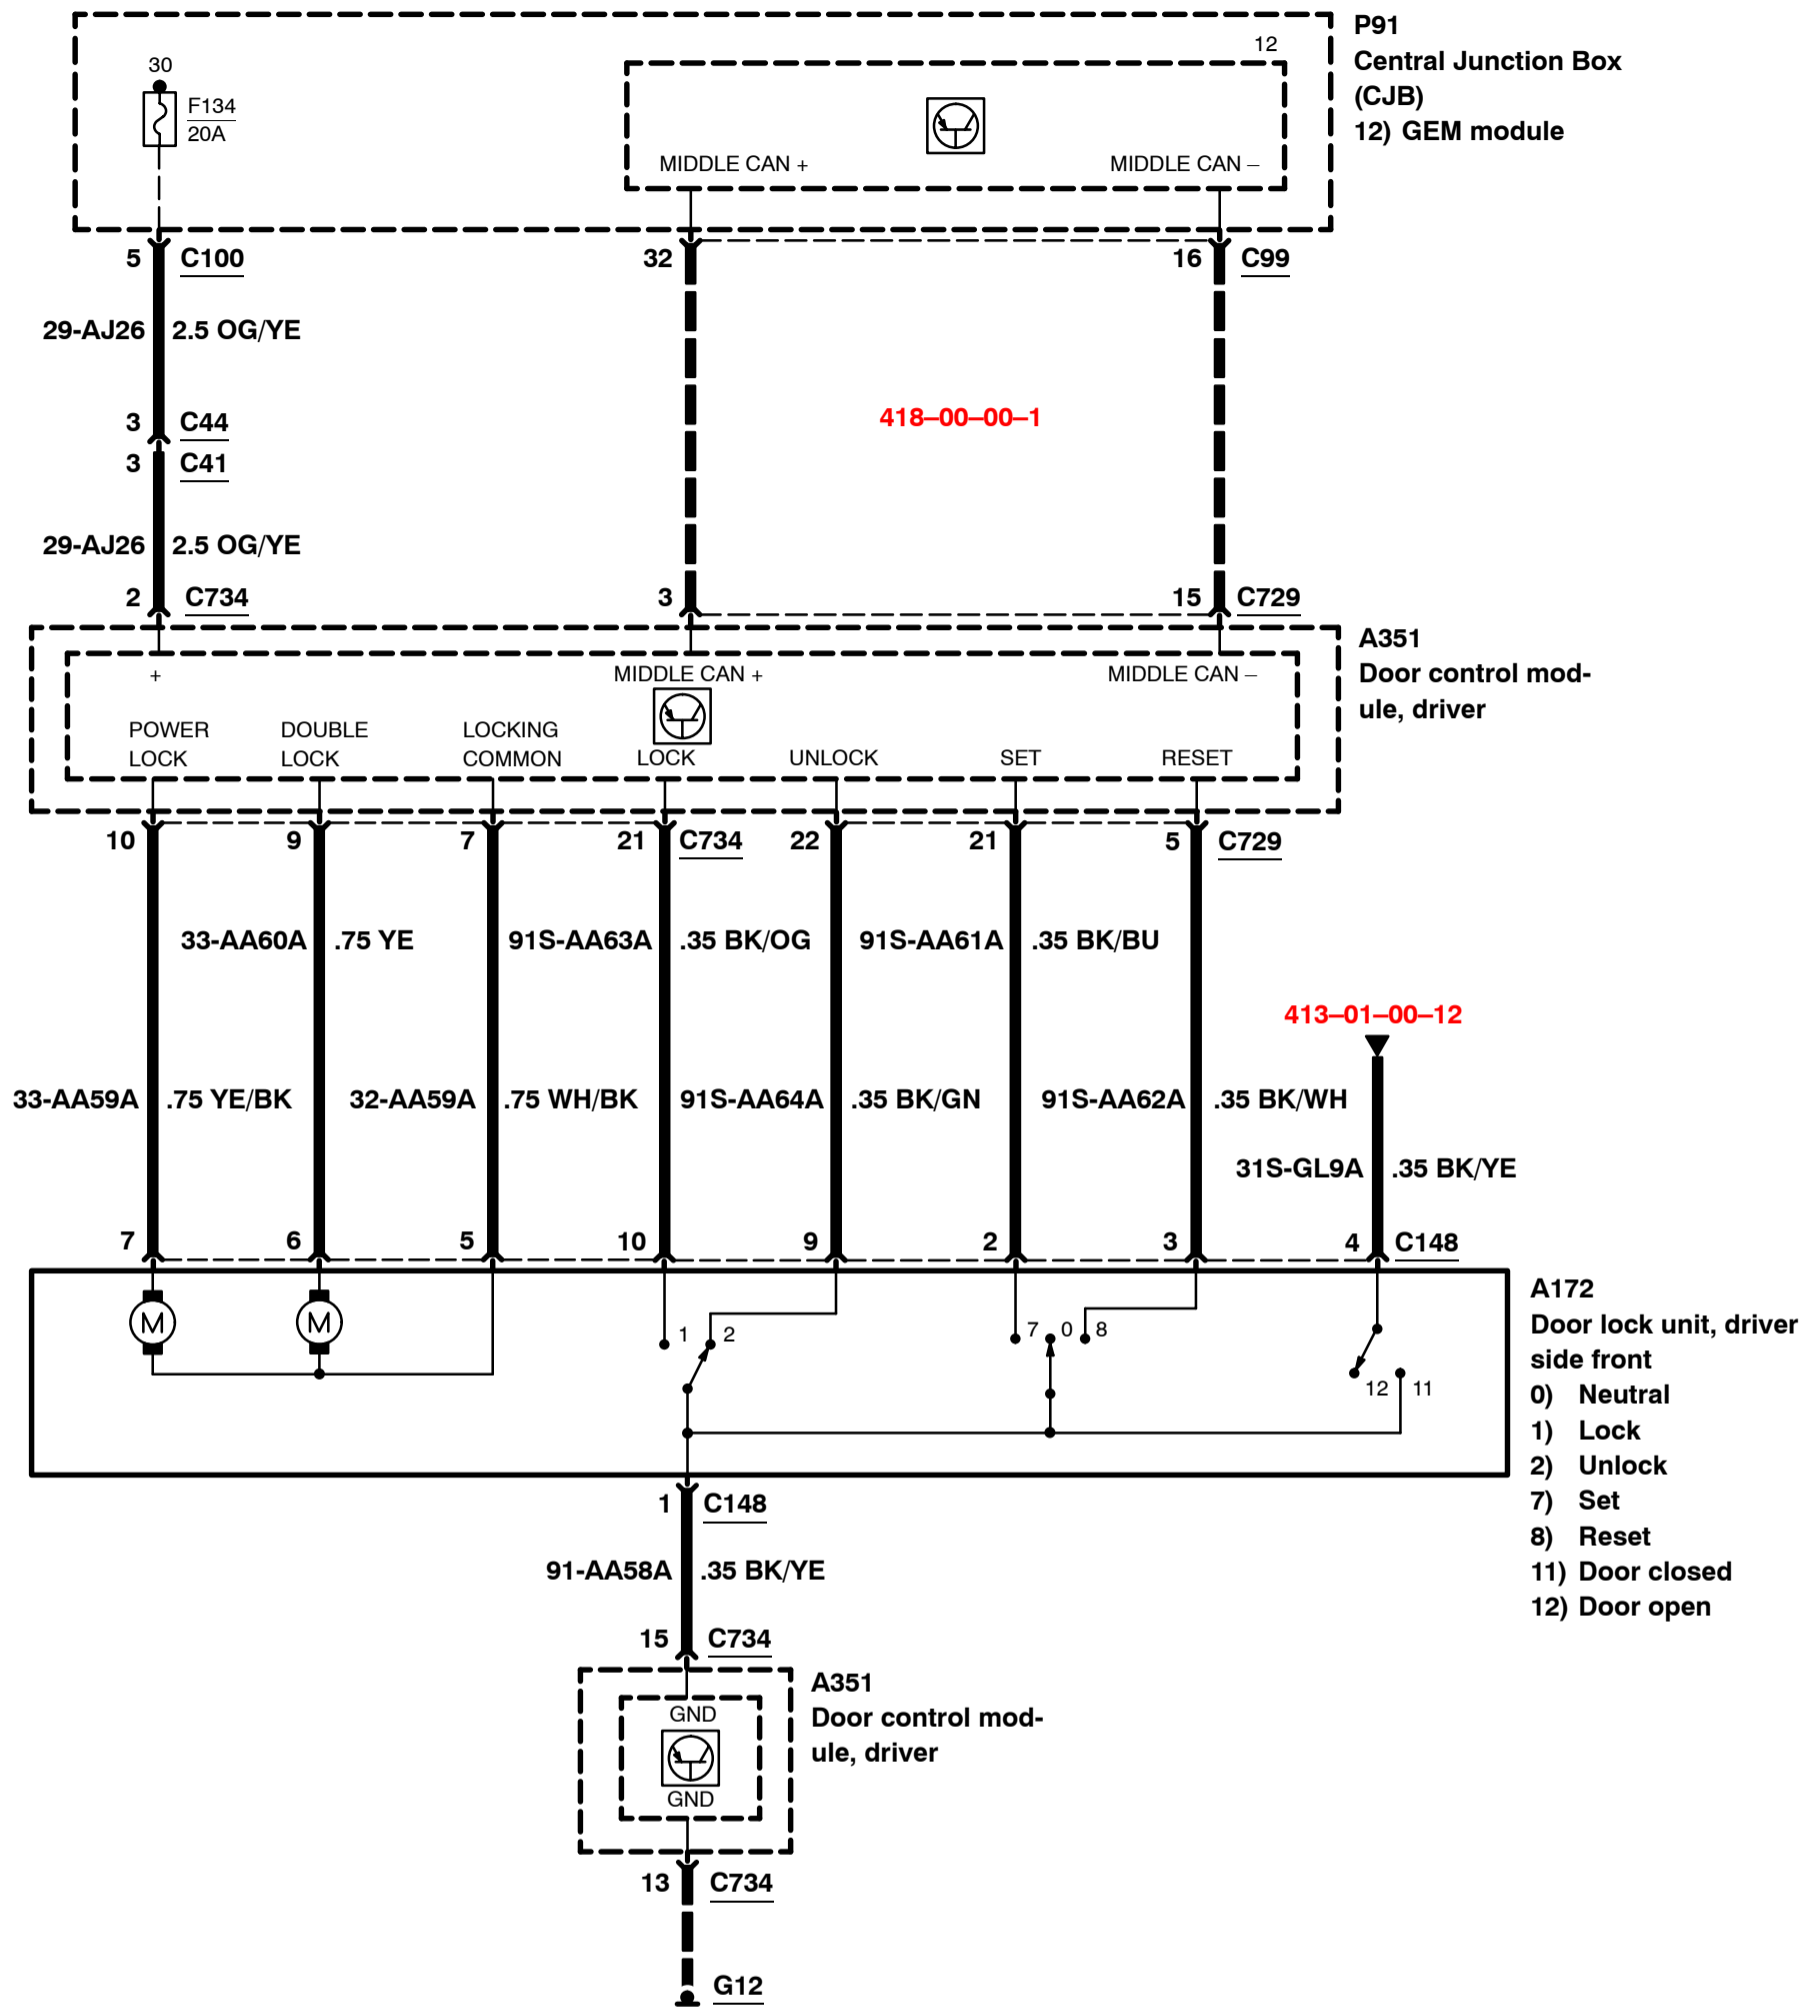 P91
Central Junction Box
(CJB)
12) GEM module
30
F134
20A
12
MIDDLE CAN +
MIDDLE CAN –
5 C100
32
16 C99
29-AJ26 2.5 OG/YE
418–00–00–1
3 C44
3 C41
29-AJ26 2.5 OG/YE
2 C734
3
15 C729
A351
Door control mod-
ule, driver
+
MIDDLE CAN +
MIDDLE CAN –
POWER
LOCK
DOUBLE
LOCK
LOCKING
COMMON
LOCK
UNLOCK
SET
RESET
10
9
7
21 C734
22
21
5 C729
33-AA60A .75 YE
91S-AA63A .35 BK/OG
91S-AA61A .35 BK/BU
413–01–00–12
33-AA59A .75 YE/BK
32-AA59A .75 WH/BK
91S-AA64A .35 BK/GN
91S-AA62A .35 BK/WH
31S-GL9A .35 BK/YE
7
6
5
10
9
2
3
4 C148
M
M
1
2
7
0
8
12
11
A172
Door lock unit, driver
side front
0) Neutral
1) Lock
2) Unlock
7) Set
8) Reset
11) Door closed
12) Door open
1 C148
91-AA58A .35 BK/YE
15 C734
A351
Door control mod-
ule, driver
GND
GND
13 C734
G12